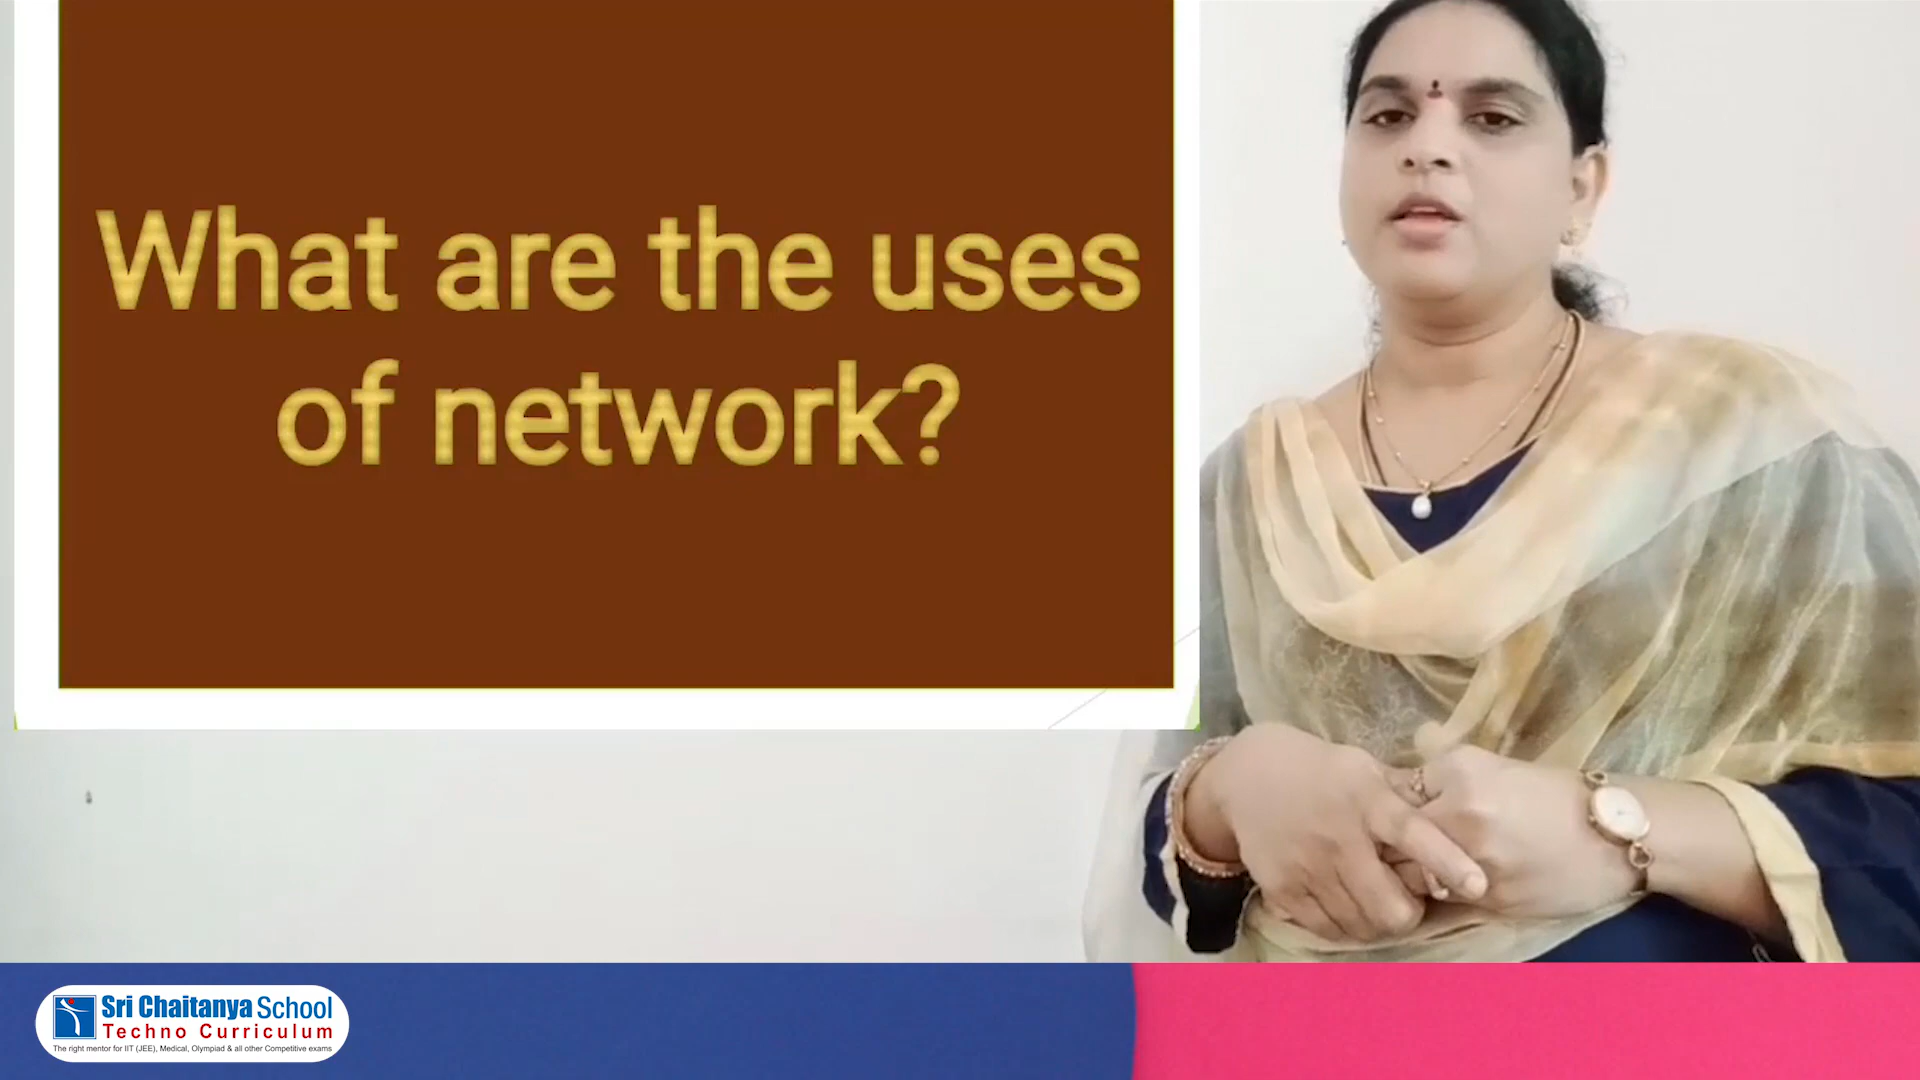 What are the uses
of network?
Sri Chaitanya School
Techno Curriculum
The right mentor for IIT (JEE), Medical, Olympiad & all other Competitive exams